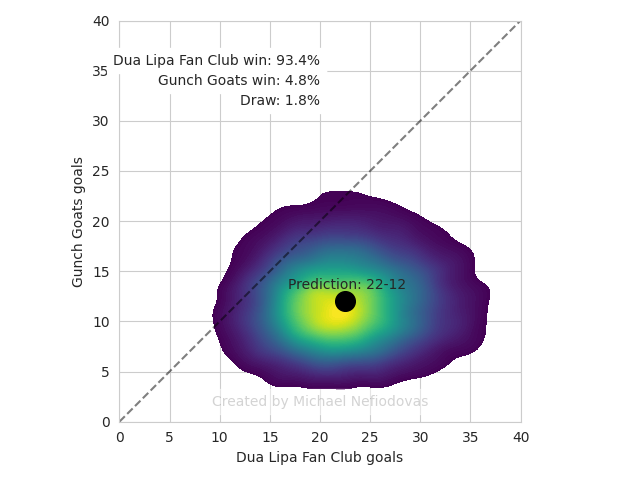 40
35
30
25
20
15
10
5
0
Gunch Goats goals
Dua Lipa Fan Club win: 93.4%
Gunch Goats win: 4.8%
Draw: 1.8%
Prediction: 22-12
Created by Michael Nefiodovas
0 5 10 15 20 25 30 35 40
Dua Lipa Fan Club goals